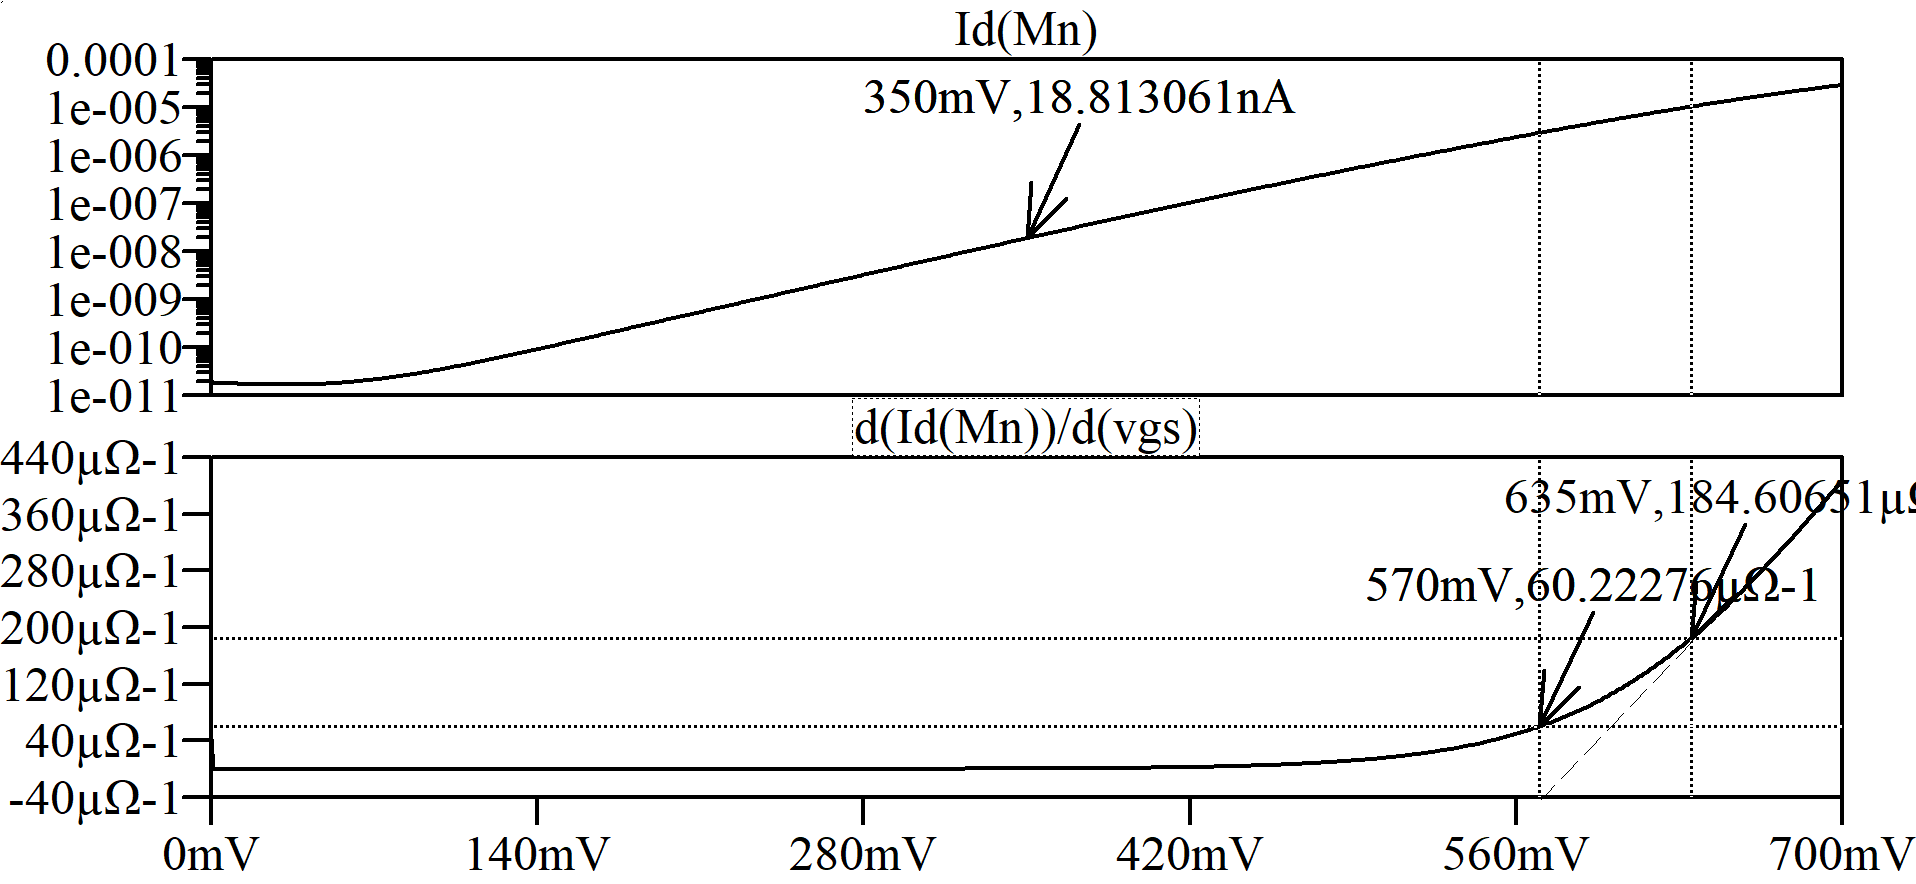 Id(Mn)
0.0001
1e-005
1e-006
1e-007
1e-008
1e-009
1e-010
1e-011
350mV,18.813061nA
d(Id(Mn))/d(vgs)
440µΩ-1
360µΩ-1
280µΩ-1
200µΩ-1
120µΩ-1
40µΩ-1
-40µΩ-1
635mV,184.60651µΩ
570mV,60.22276µΩ-1
0mV
140mV
280mV
420mV
560mV
700mV